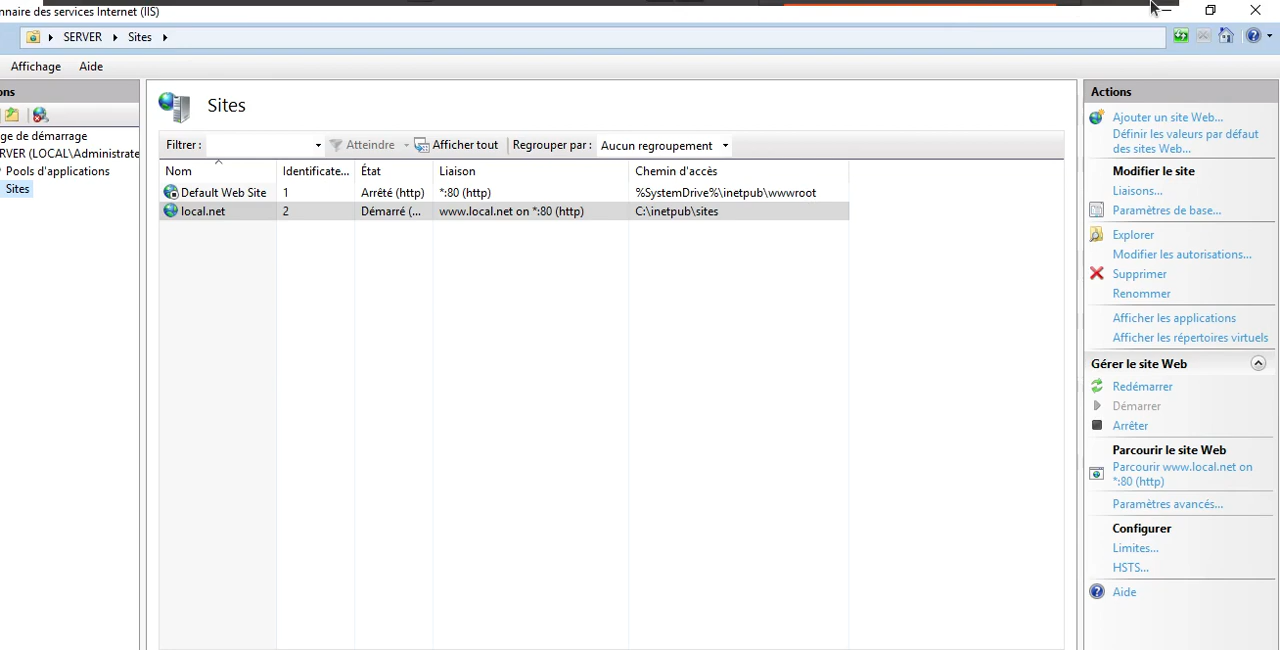 nnaire des services Internet (IIS)
SERVER Sites
Affichage Aide
ons
ge de démarrage
RVER (LOCAL\Administrate
Pools d'applications
Sites
Sites
Filtrer : Atteindre Afficher tout Regrouper par : Aucun regroupement
Nom Identificate... État Liaison Chemin d'accès
Default Web Site 1 Arrêté (http) *:80 (http) %SystemDrive%\inetpub\wwwroot
local.net 2 Démarré (... www.local.net on *:80 (http) C:\inetpub\sites
Actions
Ajouter un site Web...
Définir les valeurs par défaut
des sites Web...
Modifier le site
Liaisons...
Paramètres de base...
Explorer
Modifier les autorisations...
Supprimer
Renommer
Afficher les applications
Afficher les répertoires virtuels
Gérer le site Web
Redémarrer
Démarrer
Arrêter
Parcourir le site Web
Parcourir www.local.net on
*:80 (http)
Paramètres avancés...
Configurer
Limites...
HSTS...
Aide